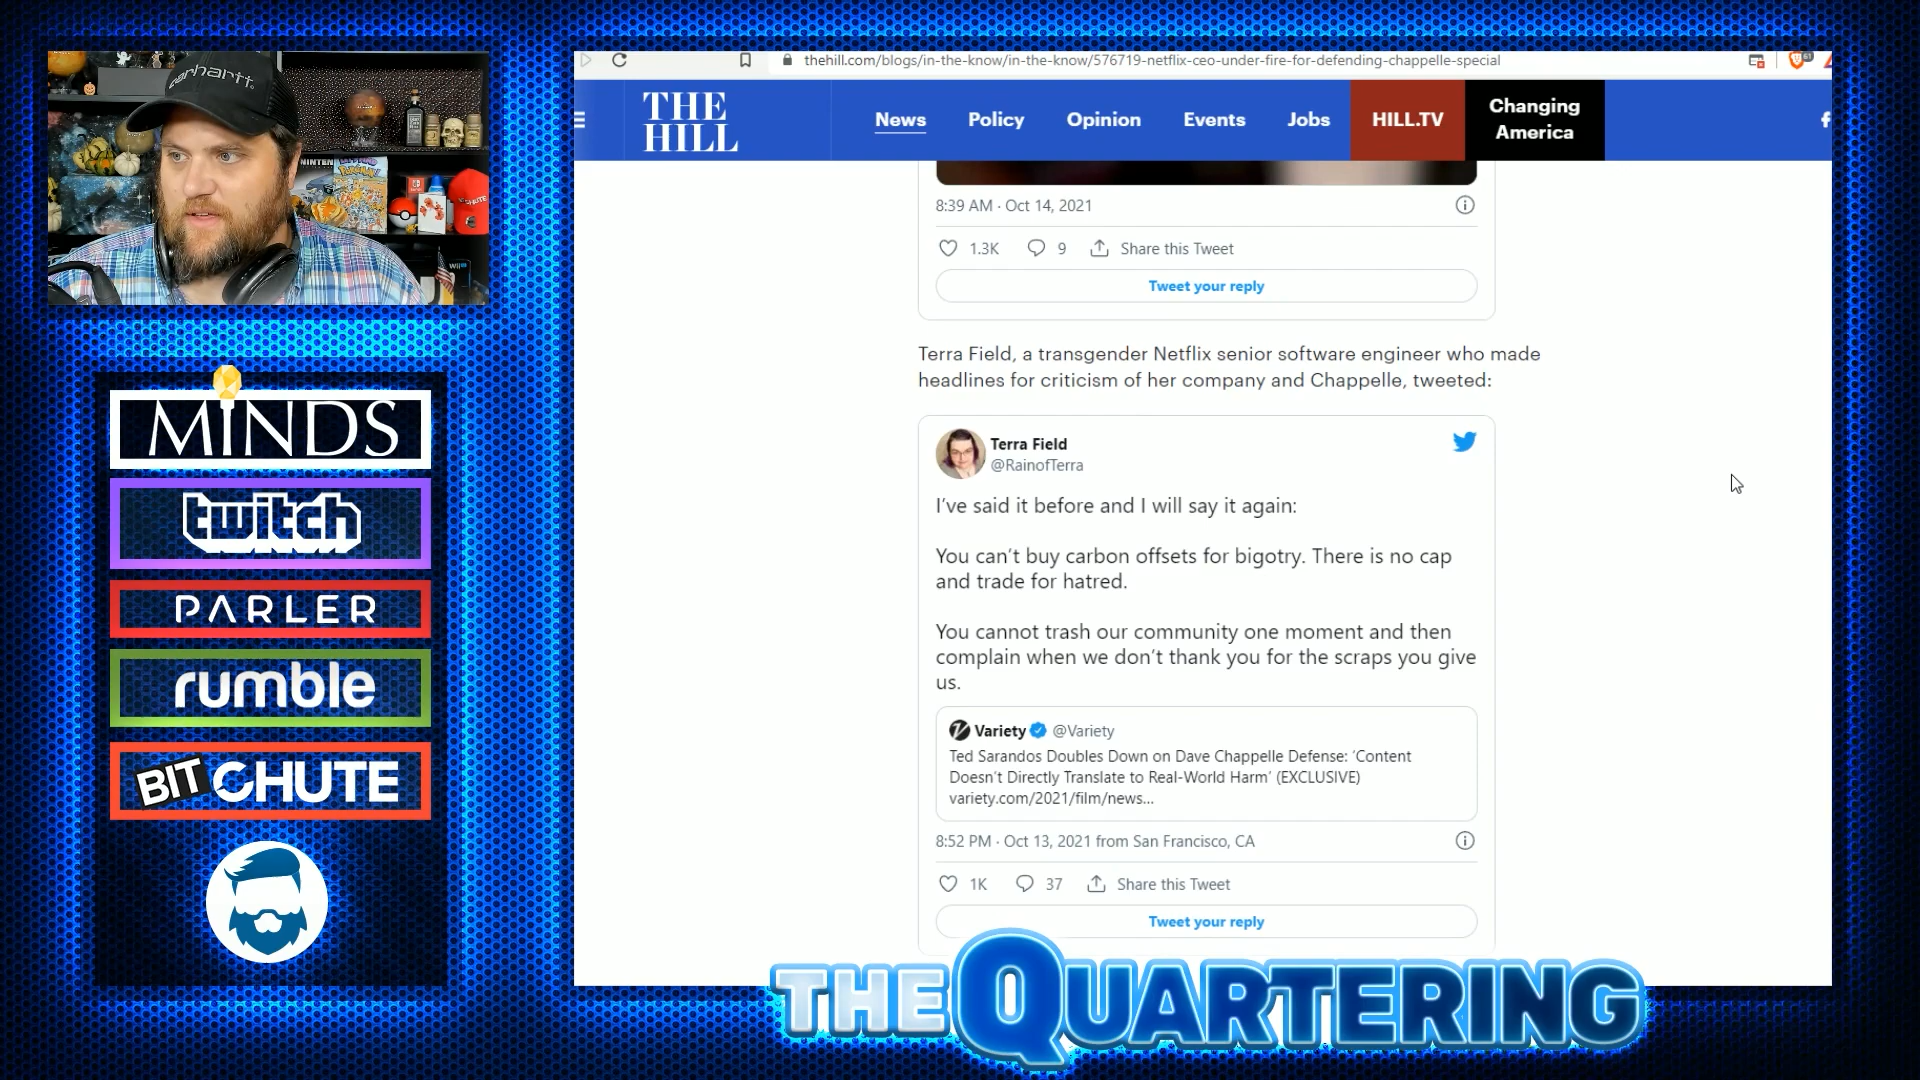 carhartt
NINTEN
POKéMON
CHUTE
Wii
thehill.com/blogs/in-the-know/in-the-know/576719-netflix-ceo-under-fire-for-defending-chappelle-special
61
THE
HILL
News
Policy
Opinion
Events
Jobs
HILL.TV
Changing
America
8:39 AM · Oct 14, 2021
1.3K
9
Share this Tweet
Tweet your reply
Terra Field, a transgender Netflix senior software engineer who made
headlines for criticism of her company and Chappelle, tweeted:
Terra Field
@RainofTerra
I've said it before and I will say it again:
You can't buy carbon offsets for bigotry. There is no cap
and trade for hatred.
You cannot trash our community one moment and then
complain when we don't thank you for the scraps you give
us.
Variety @Variety
Ted Sarandos Doubles Down on Dave Chappelle Defense: 'Content
Doesn't Directly Translate to Real-World Harm' (EXCLUSIVE)
variety.com/2021/film/news…
8:52 PM · Oct 13, 2021 from San Francisco, CA
1K
37
Share this Tweet
Tweet your reply
MINDS
twitch
PARLER
rumble
BITCHUTE
THE QUARTERING